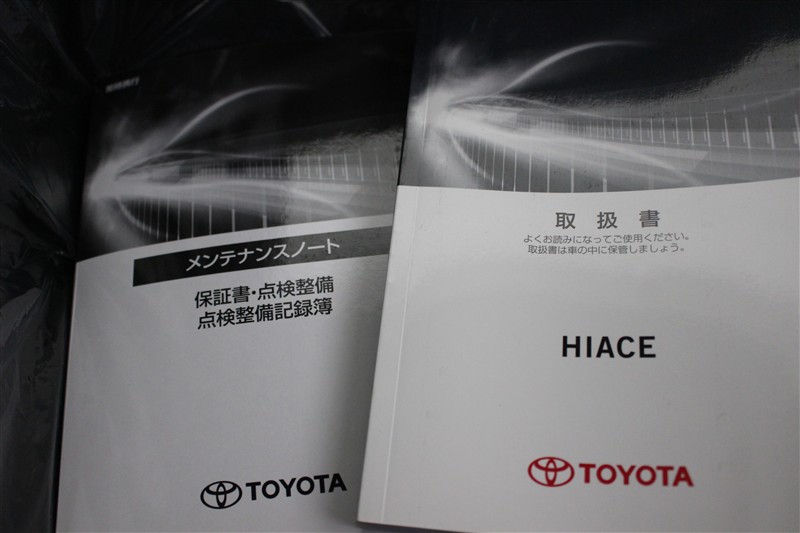 メンテナンスノート
保証書・点検整備
点検整備記録簿
TOYOTA
取扱書
よくお読みになってご使用ください。
取扱書は車の中に保管しましょう。
HIACE
TOYOTA